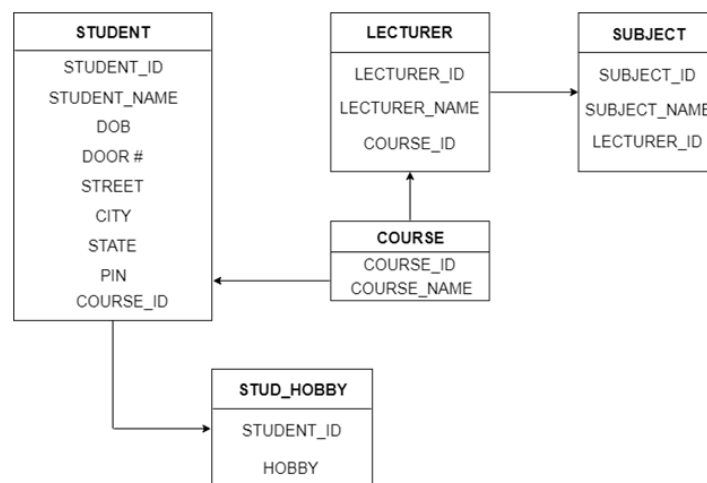 STUDENT
STUDENT_ID
STUDENT_NAME
DOB
DOOR #
STREET
CITY
STATE
PIN
COURSE_ID
LECTURER
LECTURER_ID
LECTURER_NAME
COURSE_ID
SUBJECT
SUBJECT_ID
SUBJECT_NAME
LECTURER_ID
COURSE
COURSE_ID
COURSE_NAME
STUD_HOBBY
STUDENT_ID
HOBBY